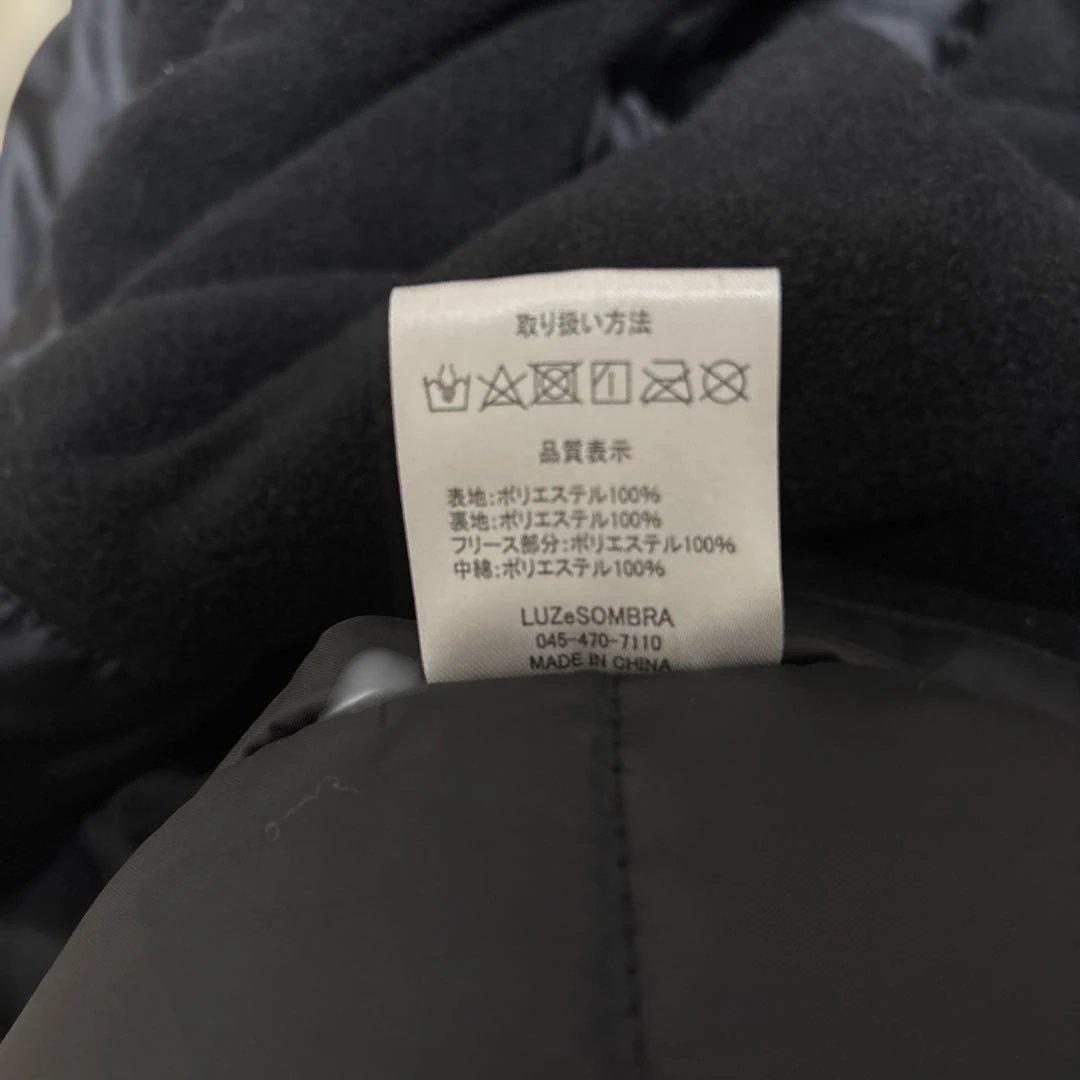 取り扱い方法
品質表示
表地:ポリエステル100%
裏地:ポリエステル100%
フリース部分:ポリエステル100%
中綿:ポリエステル100%
LUZeSOMBRA
045-470-7110
MADE IN CHINA